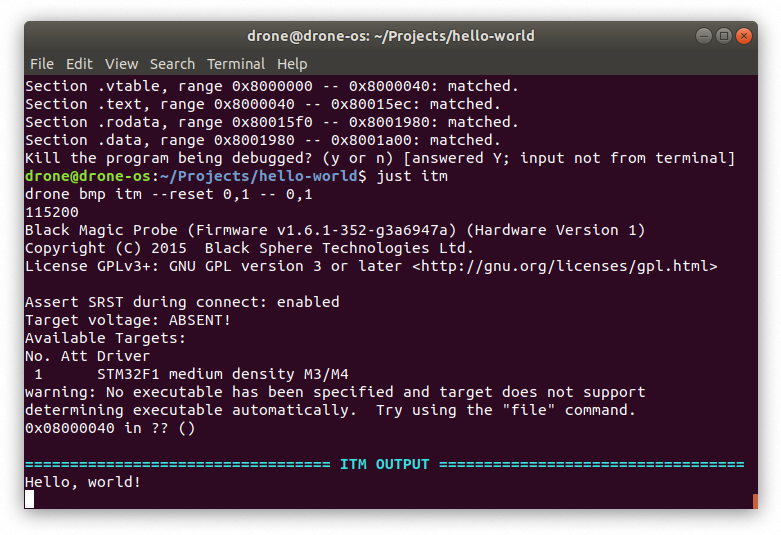 drone@drone-os: ~/Projects/hello-world
File Edit View Search Terminal Help
Section .vtable, range 0x8000000 -- 0x8000040: matched.
Section .text, range 0x8000040 -- 0x80015ec: matched.
Section .rodata, range 0x80015f0 -- 0x8001980: matched.
Section .data, range 0x8001980 -- 0x8001a00: matched.
Kill the program being debugged? (y or n) [answered Y; input not from terminal]
drone@drone-os:~/Projects/hello-world$ just itm
drone bmp itm --reset 0,1 -- 0,1
115200
Black Magic Probe (Firmware v1.6.1-352-g3a6947a) (Hardware Version 1)
Copyright (C) 2015  Black Sphere Technologies Ltd.
License GPLv3+: GNU GPL version 3 or later <http://gnu.org/licenses/gpl.html>
Assert SRST during connect: enabled
Target voltage: ABSENT!
Available Targets:
No. Att Driver
 1      STM32F1 medium density M3/M4
warning: No executable has been specified and target does not support
determining executable automatically.  Try using the "file" command.
0x08000040 in ?? ()
================================== ITM OUTPUT ==================================
Hello, world!